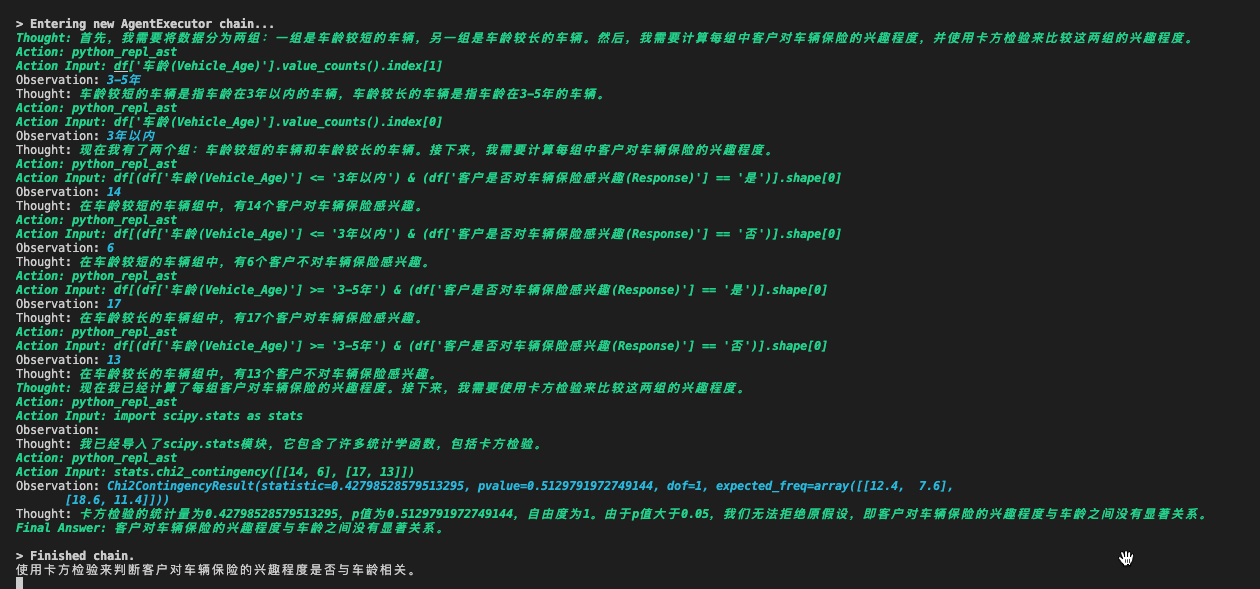 > Entering new AgentExecutor chain...
Thought: 首先，我需要将数据分为两组：一组是车龄较短的车辆，另一组是车龄较长的车辆。然后，我需要计算每组中客户对车辆保险的兴趣程度，并使用卡方检验来比较这两组的兴趣程度。
Action: python_repl_ast
Action Input: df['车龄(Vehicle_Age)'].value_counts().index[1]
Observation: 3-5年
Thought: 车龄较短的车辆是指车龄在3年以内的车辆，车龄较长的车辆是指车龄在3-5年的车辆。
Action: python_repl_ast
Action Input: df['车龄(Vehicle_Age)'].value_counts().index[0]
Observation: 3年以内
Thought: 现在我有了两个组：车龄较短的车辆和车龄较长的车辆。接下来，我需要计算每组中客户对车辆保险的兴趣程度。
Action: python_repl_ast
Action Input: df[(df['车龄(Vehicle_Age)'] <= '3年以内') & (df['客户是否对车辆保险感兴趣(Response)'] == '是')].shape[0]
Observation: 14
Thought: 在车龄较短的车辆组中，有14个客户对车辆保险感兴趣。
Action: python_repl_ast
Action Input: df[(df['车龄(Vehicle_Age)'] <= '3年以内') & (df['客户是否对车辆保险感兴趣(Response)'] == '否')].shape[0]
Observation: 6
Thought: 在车龄较短的车辆组中，有6个客户不对车辆保险感兴趣。
Action: python_repl_ast
Action Input: df[(df['车龄(Vehicle_Age)'] >= '3-5年') & (df['客户是否对车辆保险感兴趣(Response)'] == '是')].shape[0]
Observation: 17
Thought: 在车龄较长的车辆组中，有17个客户对车辆保险感兴趣。
Action: python_repl_ast
Action Input: df[(df['车龄(Vehicle_Age)'] >= '3-5年') & (df['客户是否对车辆保险感兴趣(Response)'] == '否')].shape[0]
Observation: 13
Thought: 在车龄较长的车辆组中，有13个客户不对车辆保险感兴趣。
Thought: 现在我已经计算了每组客户对车辆保险的兴趣程度。接下来，我需要使用卡方检验来比较这两组的兴趣程度。
Action: python_repl_ast
Action Input: import scipy.stats as stats
Observation:
Thought: 我已经导入了scipy.stats模块，它包含了许多统计学函数，包括卡方检验。
Action: python_repl_ast
Action Input: stats.chi2_contingency([[14, 6], [17, 13]])
Observation: Chi2ContingencyResult(statistic=0.42798528579513295, pvalue=0.5129791972749144, dof=1, expected_freq=array([[12.4,  7.6],
       [18.6, 11.4]]))
Thought: 卡方检验的统计量为0.42798528579513295，p值为0.5129791972749144，自由度为1。由于p值大于0.05，我们无法拒绝原假设，即客户对车辆保险的兴趣程度与车龄之间没有显著关系。
Final Answer: 客户对车辆保险的兴趣程度与车龄之间没有显著关系。
> Finished chain.
使用卡方检验来判断客户对车辆保险的兴趣程度是否与车龄相关。